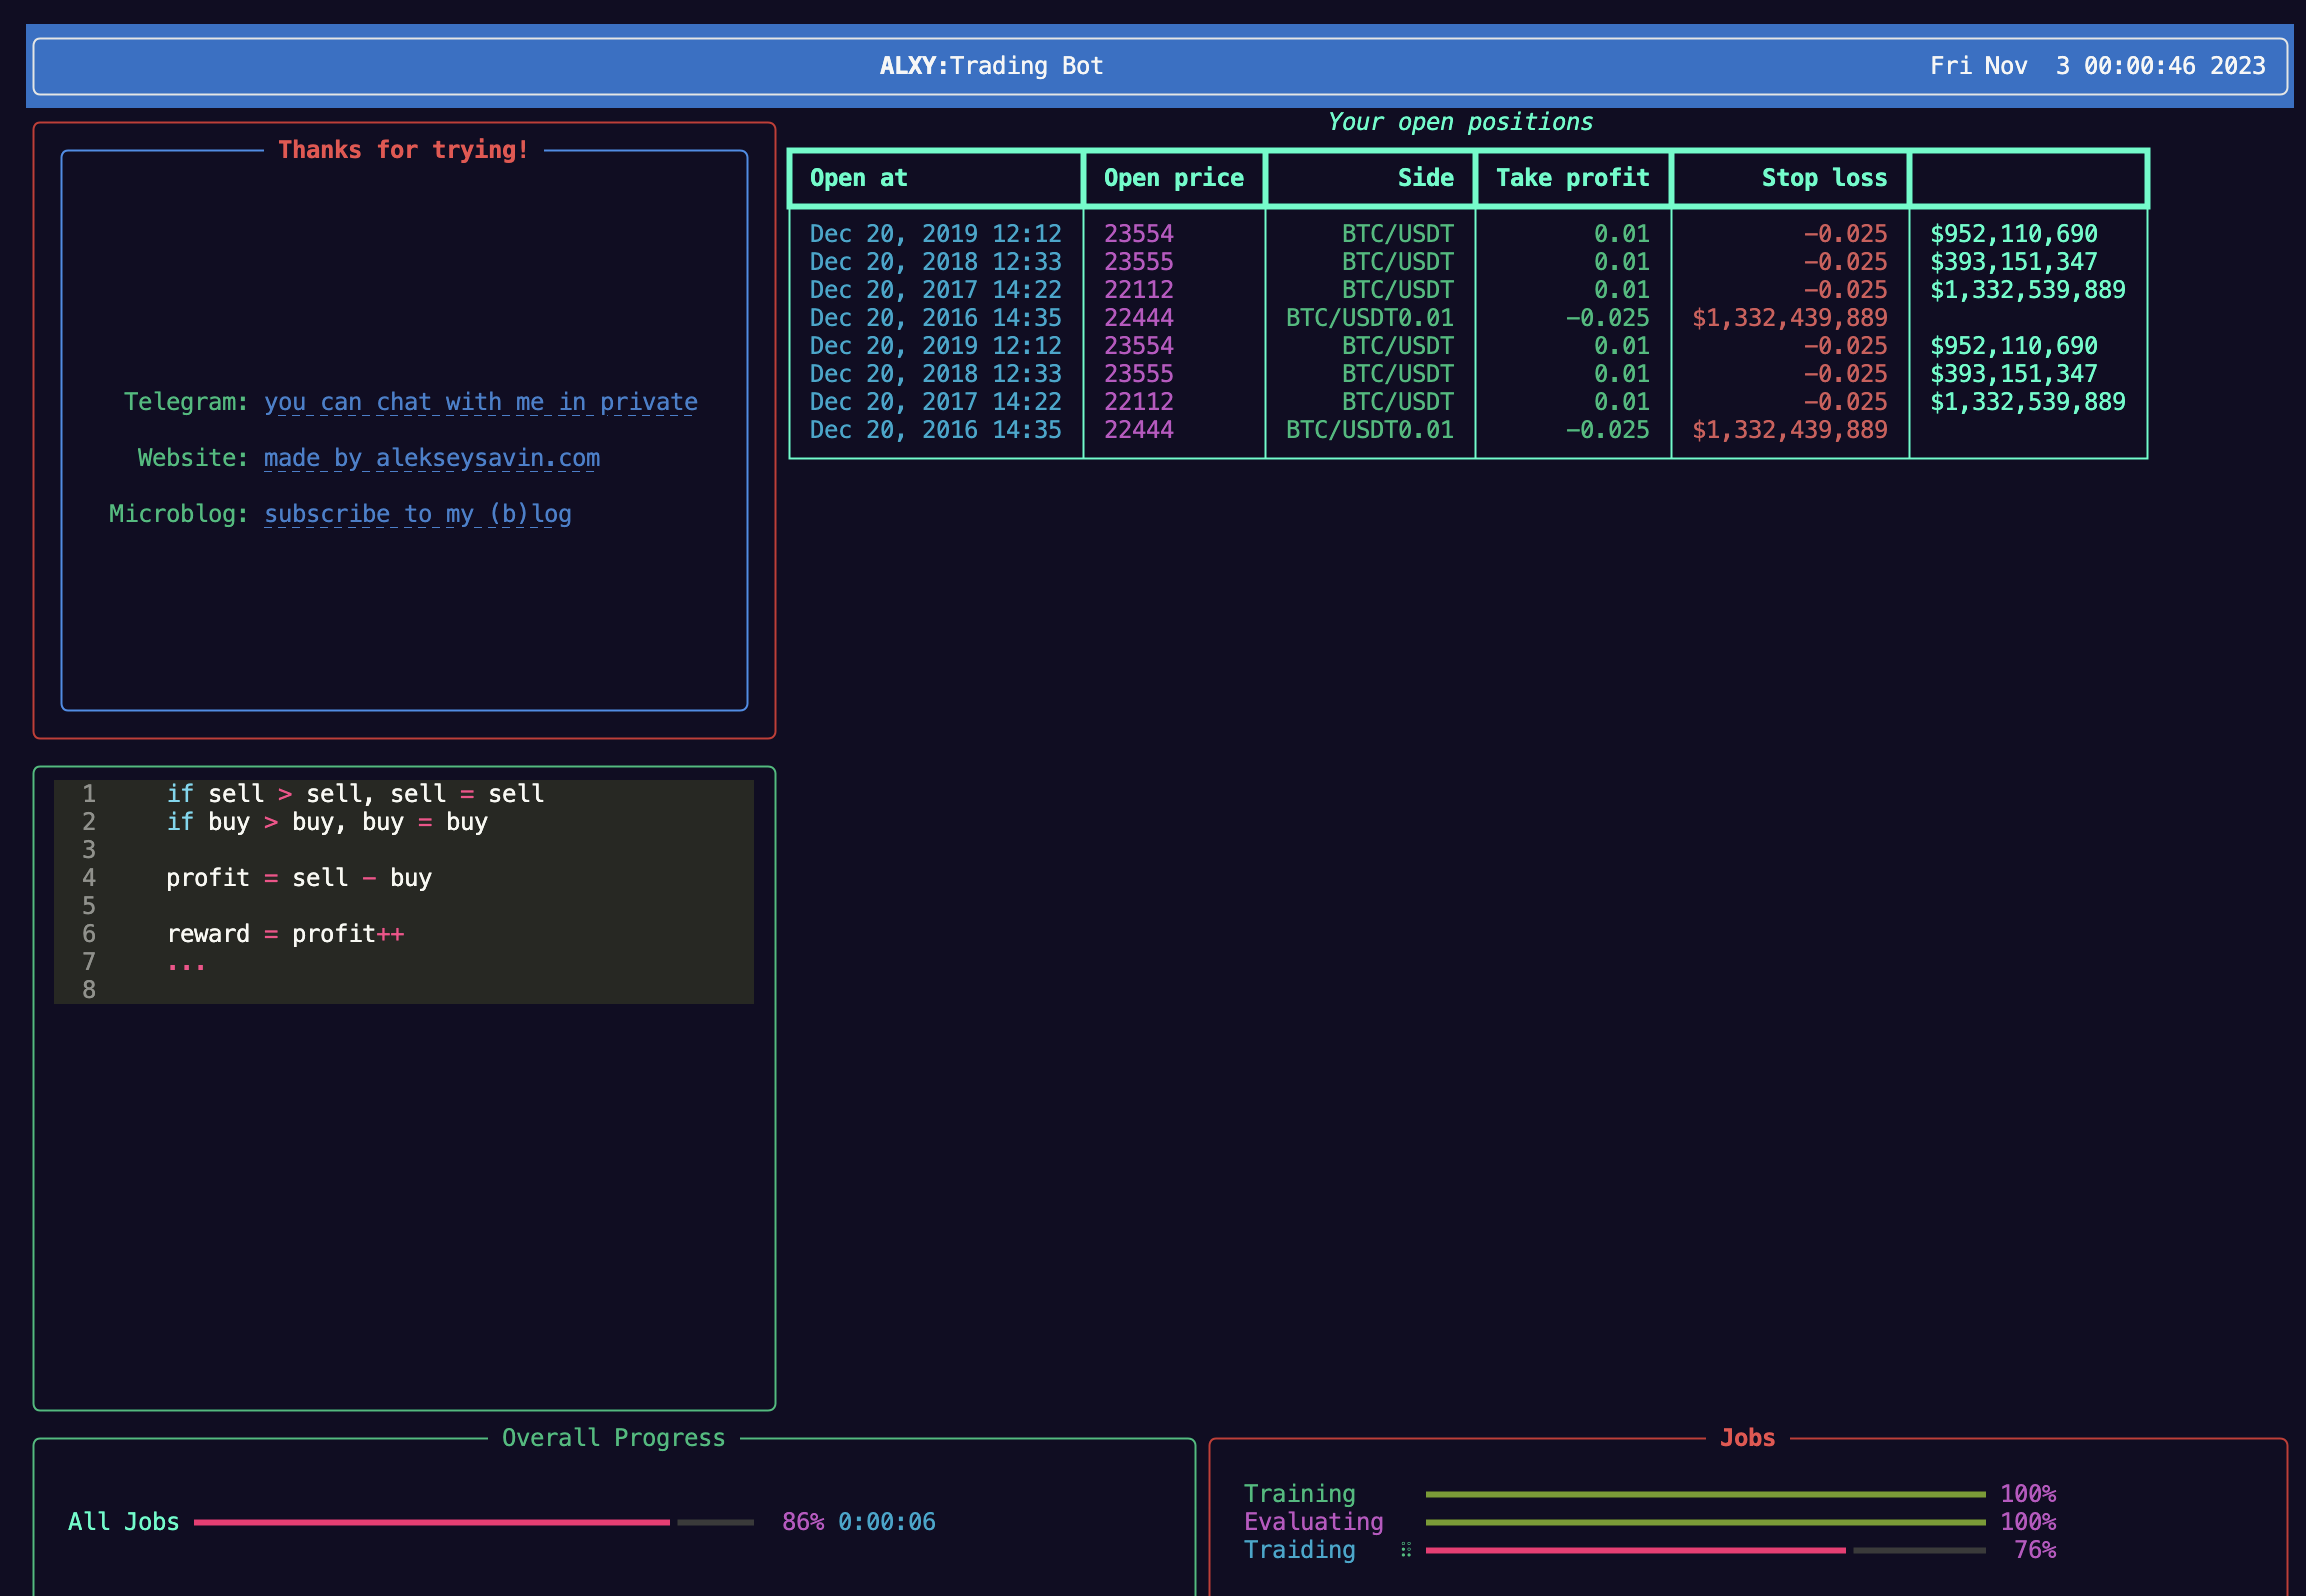 ALXY:Trading Bot Fri Nov  3 00:00:46 2023
Thanks for trying!
Telegram: you can chat with me in private
Website: made by alekseysavin.com
Microblog: subscribe to my (b)log
Your open positions
Open at Open price Side Take profit Stop loss
Dec 20, 2019 12:12 23554 BTC/USDT 0.01 -0.025 $952,110,690
Dec 20, 2018 12:33 23555 BTC/USDT 0.01 -0.025 $393,151,347
Dec 20, 2017 14:22 22112 BTC/USDT 0.01 -0.025 $1,332,539,889
Dec 20, 2016 14:35 22444 BTC/USDT0.01 -0.025 $1,332,439,889
Dec 20, 2019 12:12 23554 BTC/USDT 0.01 -0.025 $952,110,690
Dec 20, 2018 12:33 23555 BTC/USDT 0.01 -0.025 $393,151,347
Dec 20, 2017 14:22 22112 BTC/USDT 0.01 -0.025 $1,332,539,889
Dec 20, 2016 14:35 22444 BTC/USDT0.01 -0.025 $1,332,439,889
1 if sell > sell, sell = sell
2 if buy > buy, buy = buy
3
4 profit = sell - buy
5
6 reward = profit++
7 ...
8
Overall Progress
All Jobs 86% 0:00:06
Jobs
Training 100%
Evaluating 100%
Traiding 76%